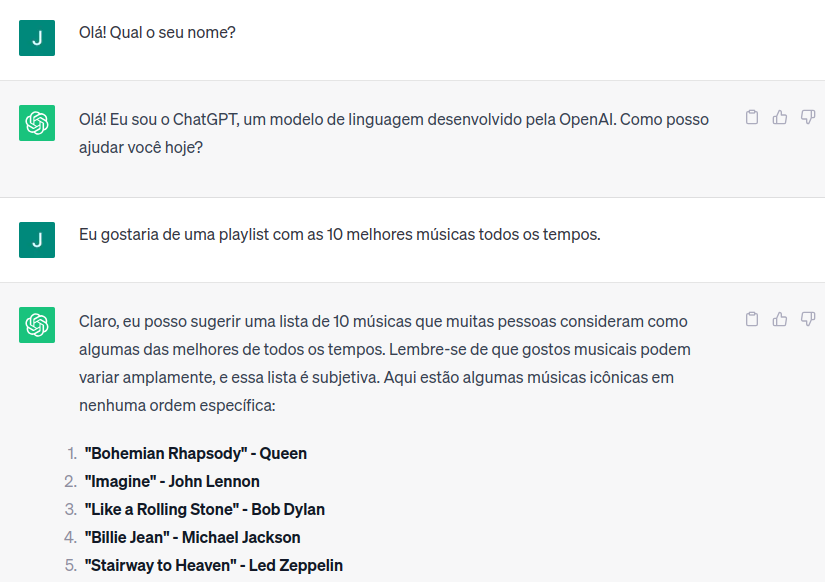 J
Olá! Qual o seu nome?
Olá! Eu sou o ChatGPT, um modelo de linguagem desenvolvido pela OpenAI. Como posso
ajudar você hoje?
J
Eu gostaria de uma playlist com as 10 melhores músicas todos os tempos.
Claro, eu posso sugerir uma lista de 10 músicas que muitas pessoas consideram como
algumas das melhores de todos os tempos. Lembre-se de que gostos musicais podem
variar amplamente, e essa lista é subjetiva. Aqui estão algumas músicas icônicas em
nenhuma ordem específica:
1. "Bohemian Rhapsody" - Queen
2. "Imagine" - John Lennon
3. "Like a Rolling Stone" - Bob Dylan
4. "Billie Jean" - Michael Jackson
5. "Stairway to Heaven" - Led Zeppelin